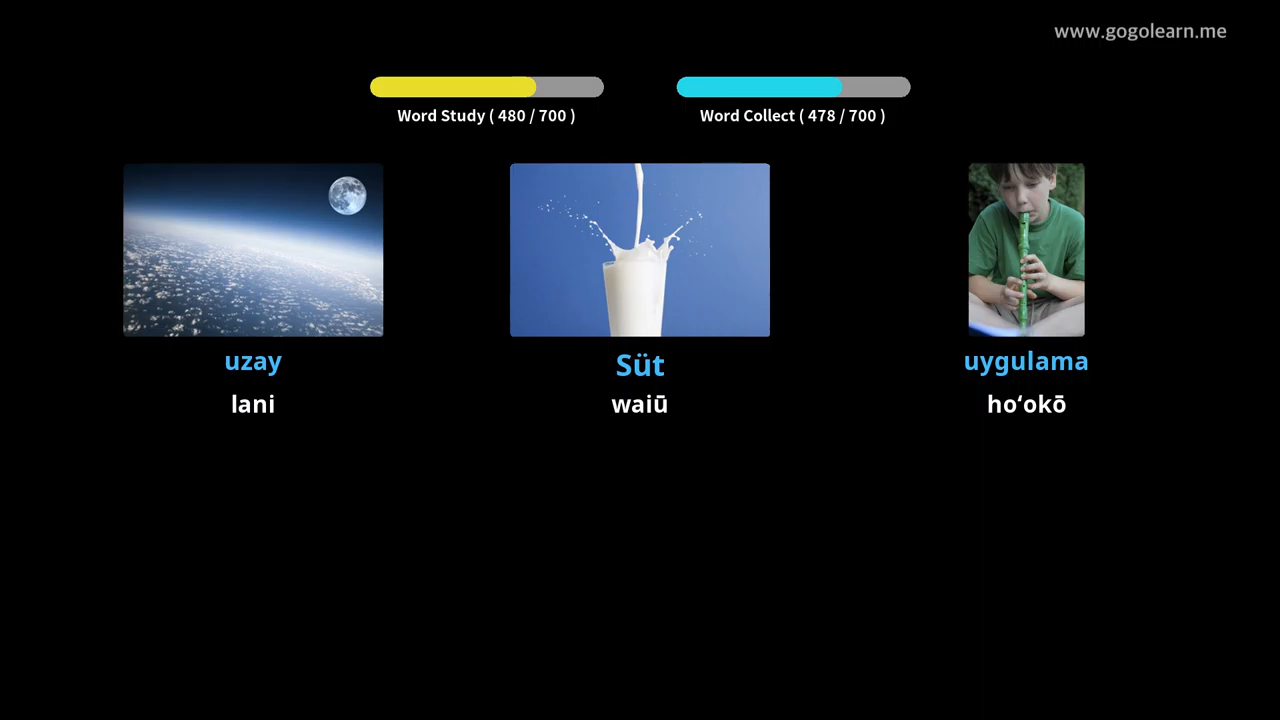 www.gogolearn.me
Word Study ( 480 / 700 )
Word Collect ( 478 / 700 )
uzay
lani
Süt
waiū
uygulama
hoʻokō